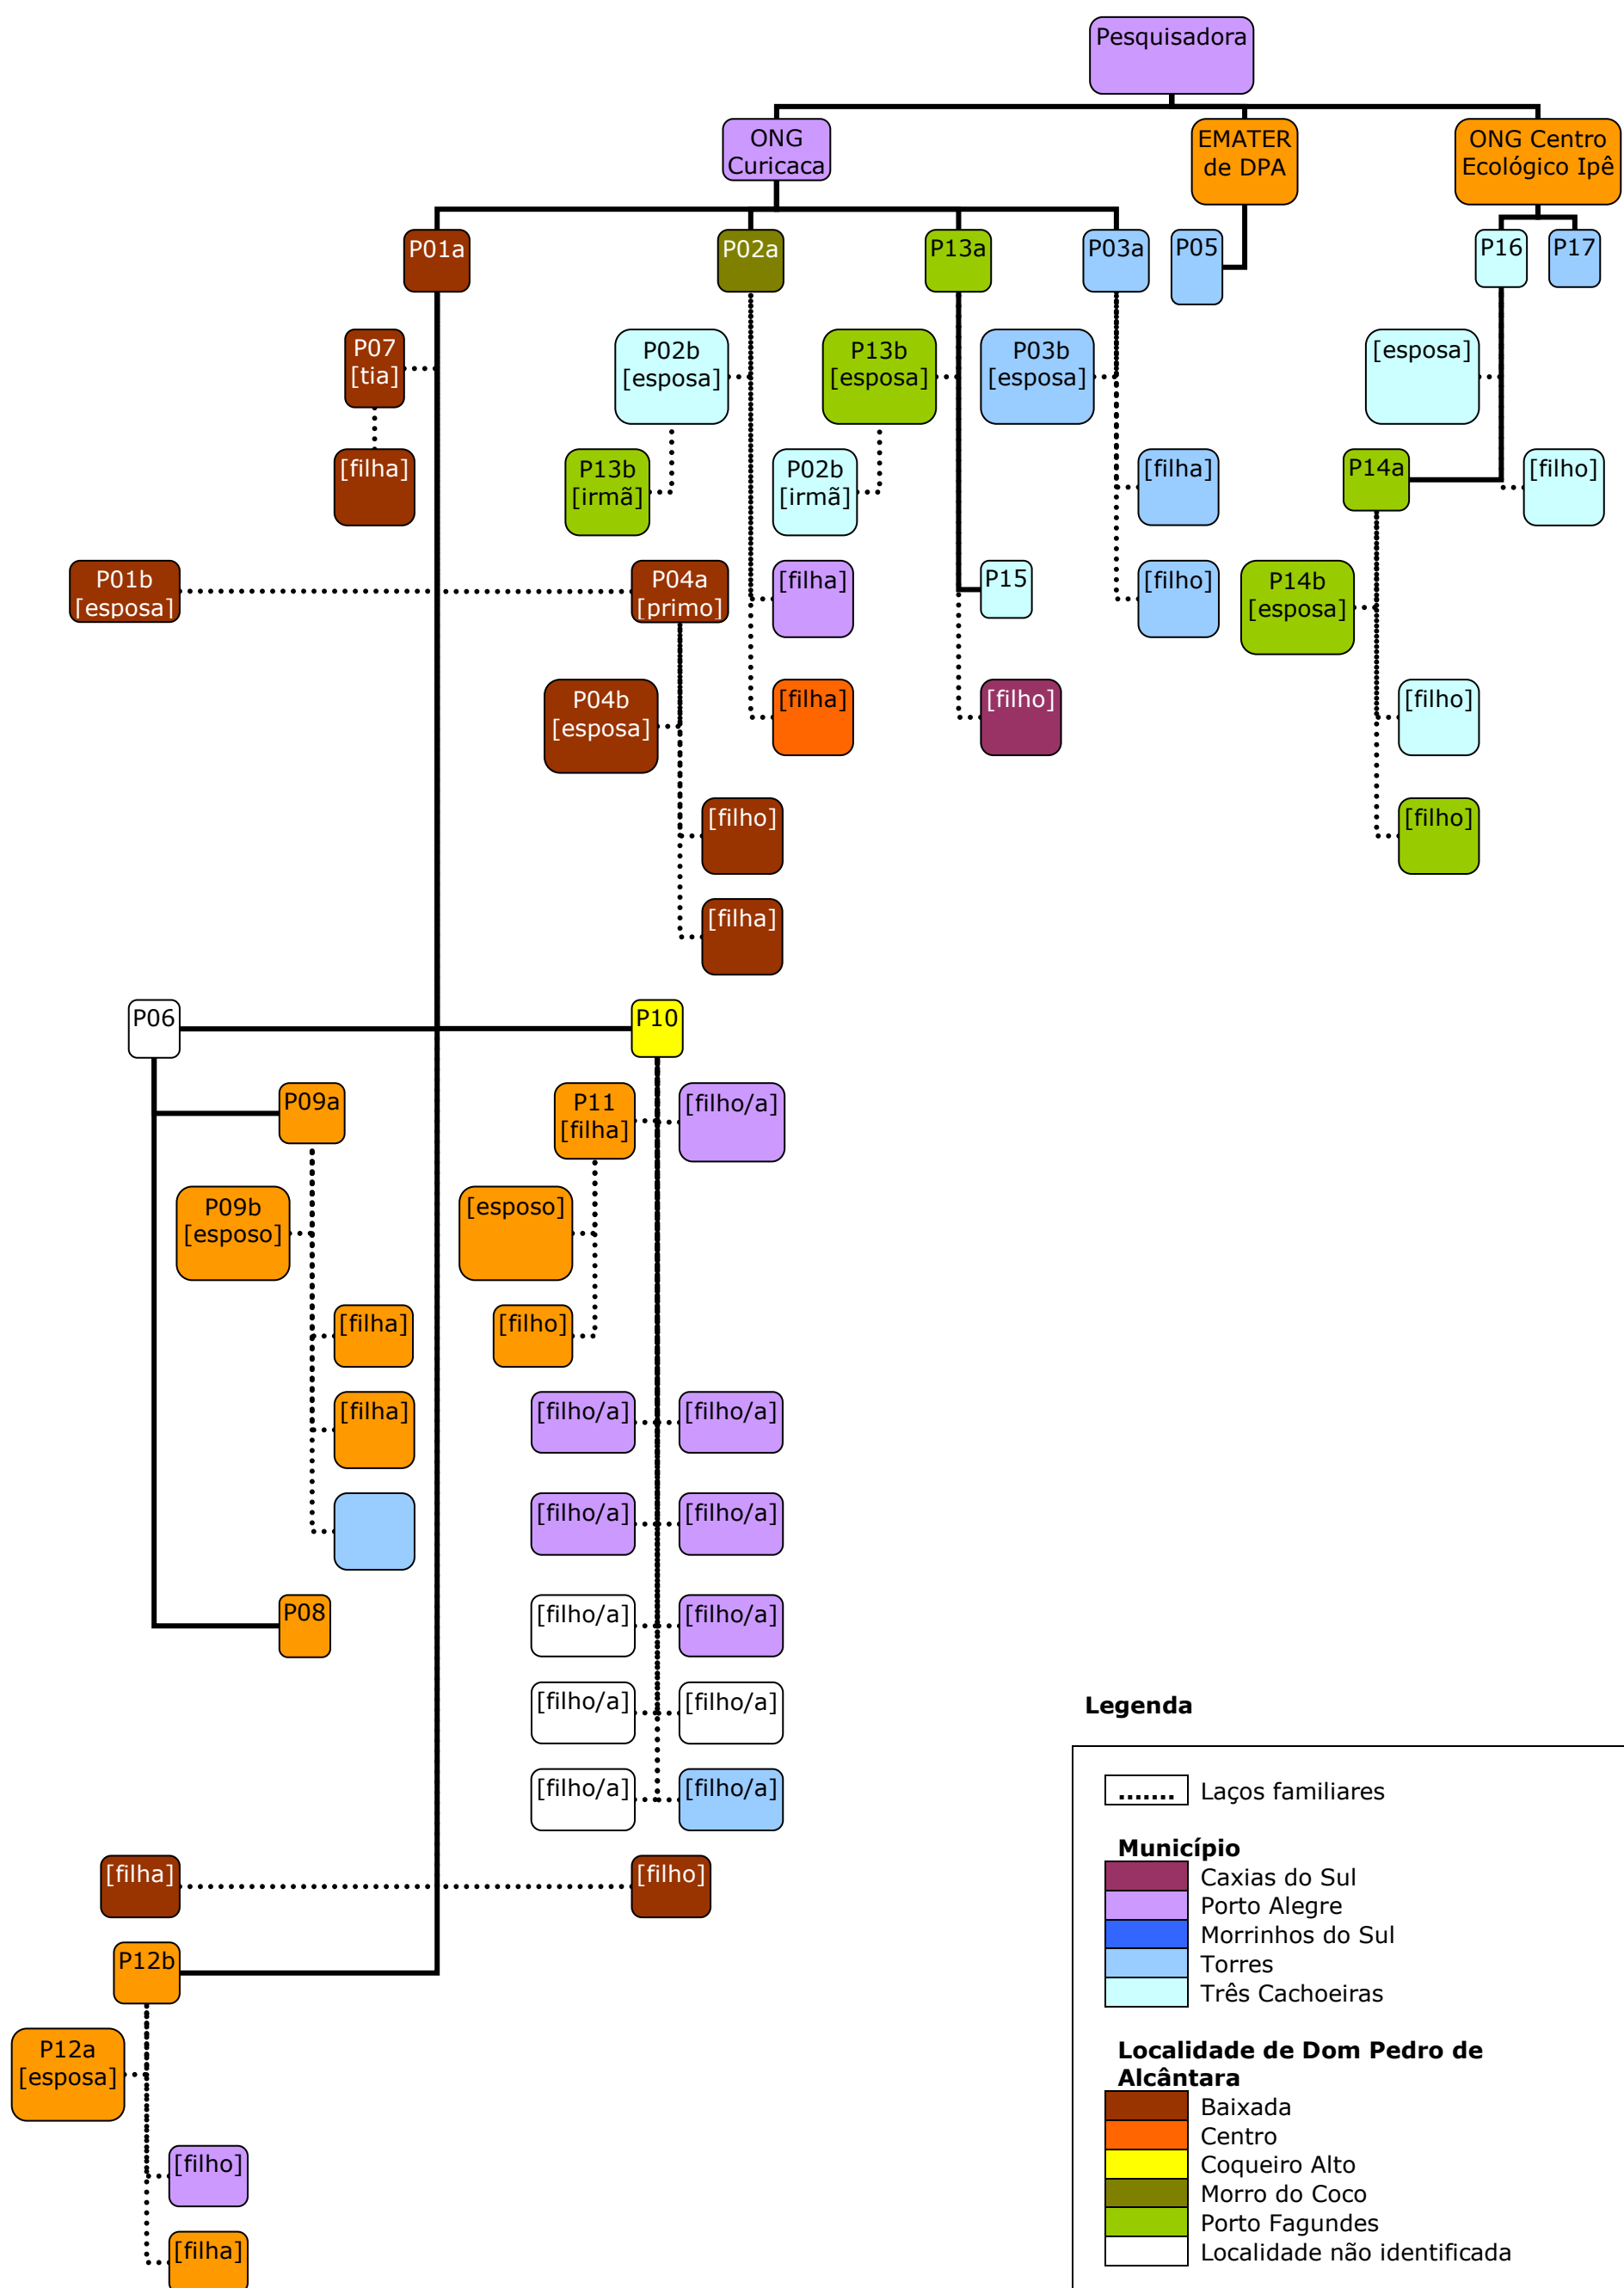 Pesquisadora
ONG
Curicaca
EMATER
de DPA
ONG Centro
Ecológico Ipê
P01a
P02a
P13a
P03a
P05
P16
P17
P07
[tia]
P02b
[esposa]
P13b
[esposa]
P03b
[esposa]
[esposa]
[filha]
P13b
[irmã]
P02b
[irmã]
[filha]
P14a
[filho]
P01b
[esposa]
P04a
[primo]
[filha]
P15
[filho]
P14b
[esposa]
P04b
[esposa]
[filha]
[filho]
[filho]
[filho]
[filho]
[filha]
P06
P10
P09a
P11
[filha]
[filho/a]
P09b
[esposo]
[esposo]
[filha]
[filho]
[filha]
[filho/a]
[filho/a]
[filho/a]
[filho/a]
P08
[filho/a]
[filho/a]
[filho/a]
[filho/a]
[filho/a]
[filho/a]
[filha]
[filho]
P12b
P12a
[esposa]
[filho]
[filha]
Legenda
Laços familiares
Município
Caxias do Sul
Porto Alegre
Morrinhos do Sul
Torres
Três Cachoeiras
Localidade de Dom Pedro de
Alcântara
Baixada
Centro
Coqueiro Alto
Morro do Coco
Porto Fagundes
Localidade não identificada